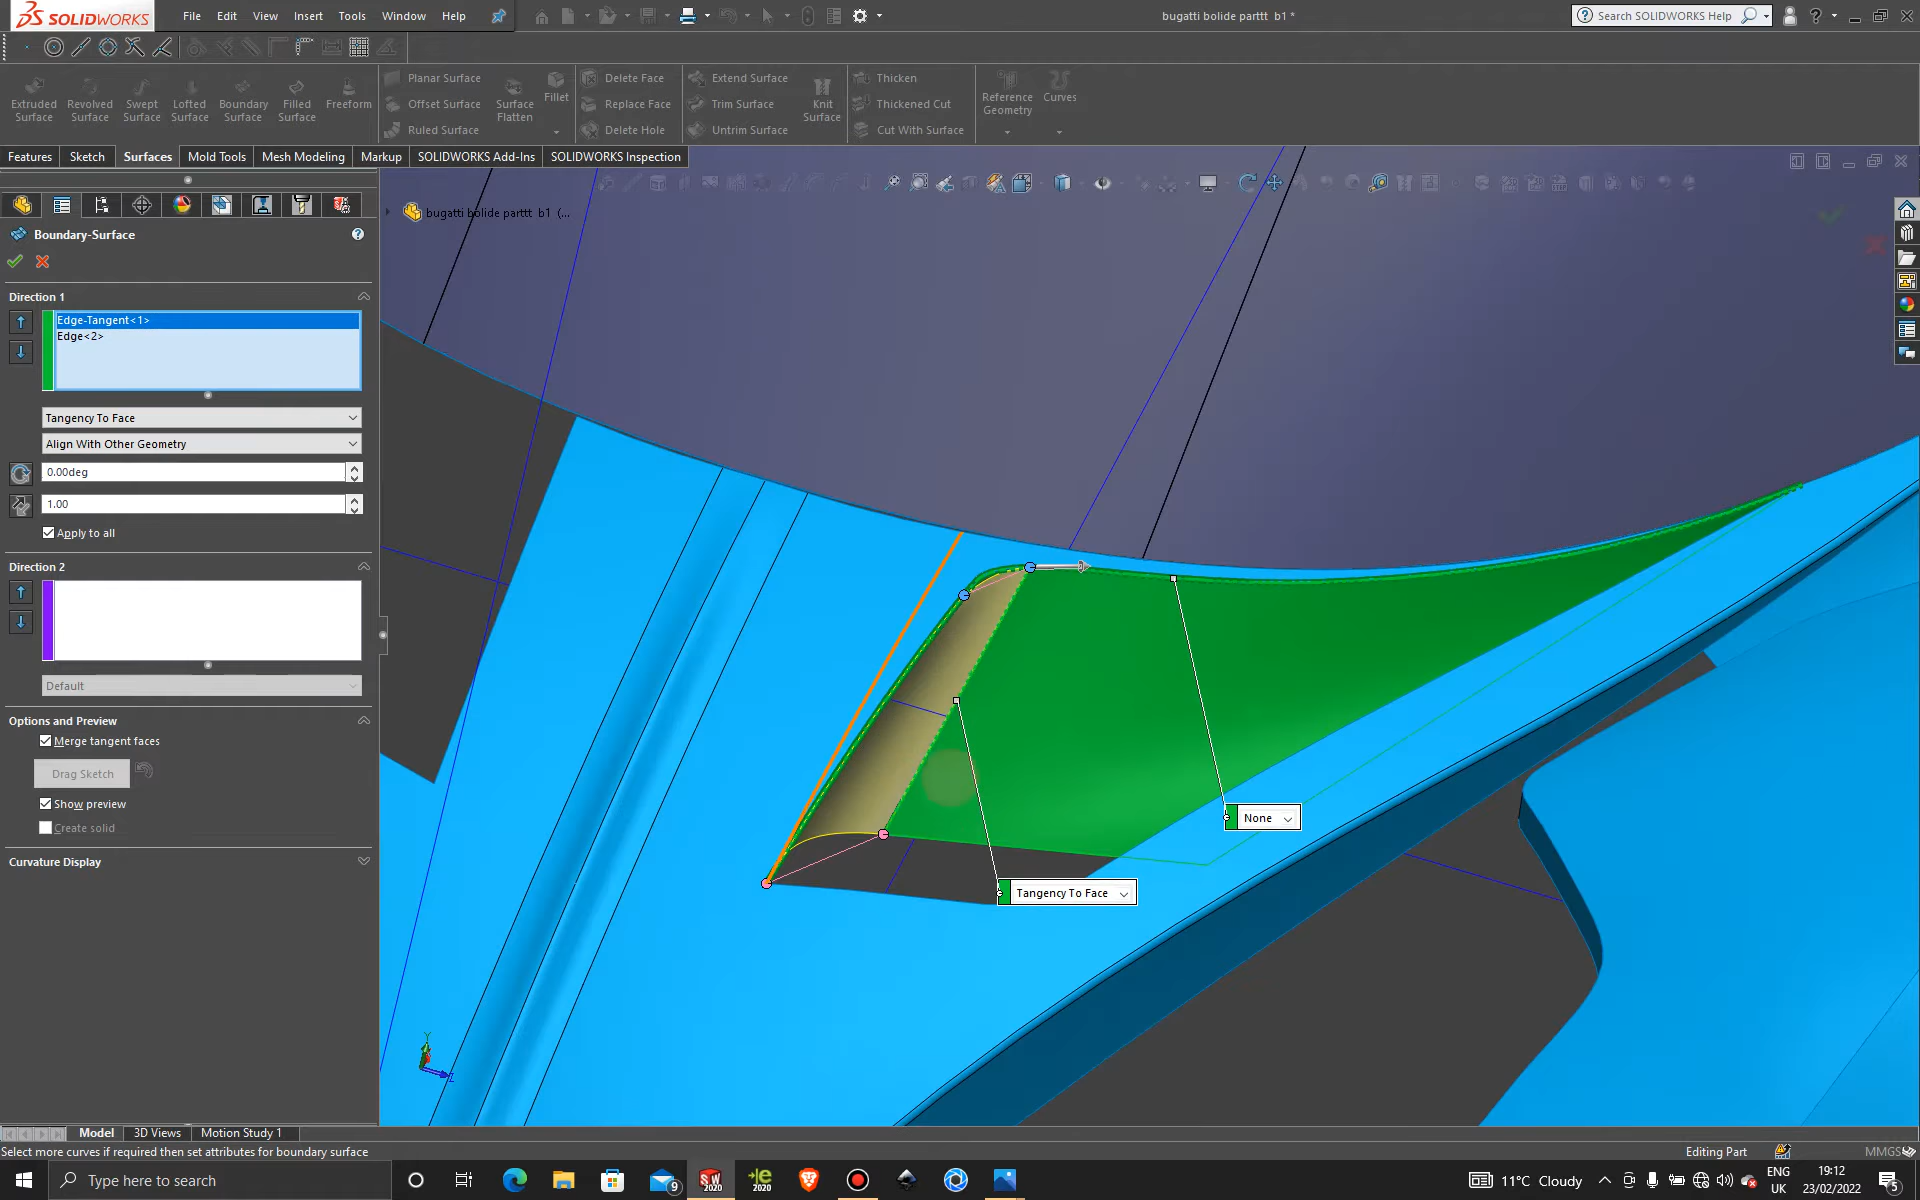 SOLIDWORKS
File Edit View Insert Tools Window Help
bugatti bolide parttt b1 *
Search SOLIDWORKS Help
Extruded Surface
Revolved Surface
Swept Surface
Lofted Surface
Boundary Surface
Filled Surface
Freeform
Planar Surface
Offset Surface
Ruled Surface
Surface Flatten
Fillet
Delete Face
Replace Face
Delete Hole
Extend Surface
Trim Surface
Untrim Surface
Knit Surface
Thicken
Thickened Cut
Cut With Surface
Reference Geometry
Curves
Features Sketch Surfaces Mold Tools Mesh Modeling Markup SOLIDWORKS Add-Ins SOLIDWORKS Inspection
bugatti bolide parttt b1 (...
Boundary-Surface
Direction 1
Edge-Tangent<1>
Edge<2>
Tangency To Face
Align With Other Geometry
0.00deg
1.00
Apply to all
Direction 2
Default
Options and Preview
Merge tangent faces
Drag Sketch
Show preview
Create solid
Curvature Display
None
Tangency To Face
Y
Z
Model 3D Views Motion Study 1
Select more curves if required then set attributes for boundary surface
Editing Part
MMGS
Type here to search
9
SW 2020
e 2020
11°C Cloudy
ENG
UK
19:12
23/02/2022
5